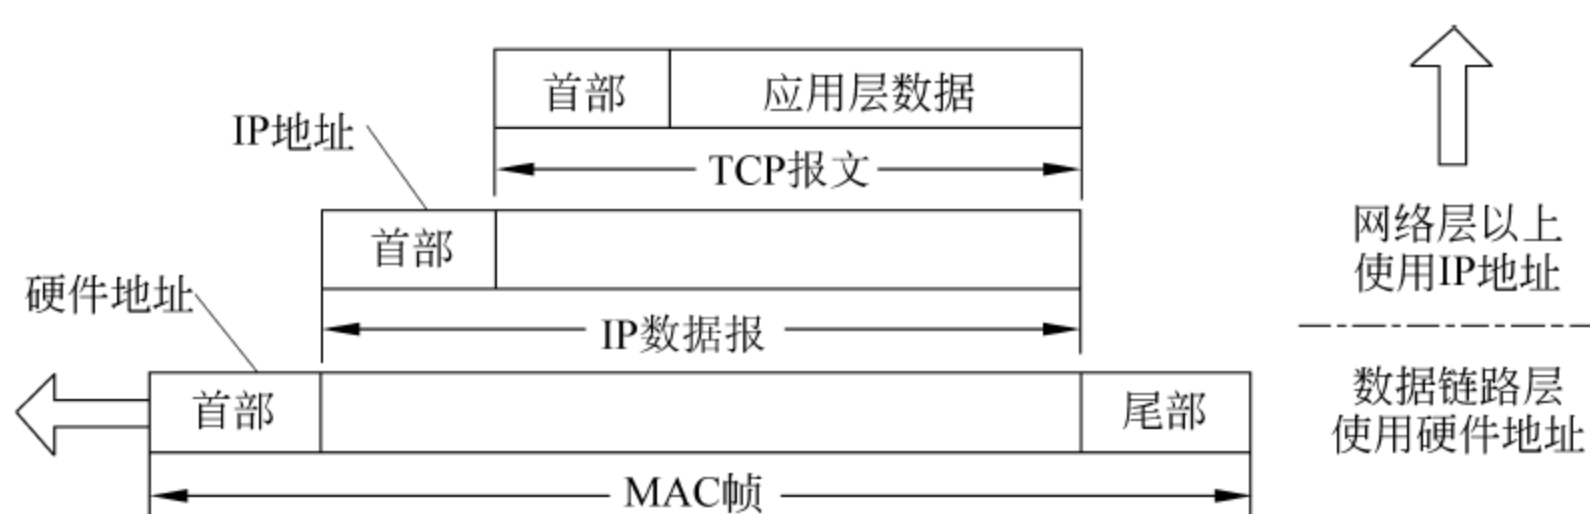 首部
应用层数据
IP地址
TCP报文
首部
网络层以上
使用IP地址
硬件地址
IP数据报
首部
尾部
数据链路层
使用硬件地址
MAC帧